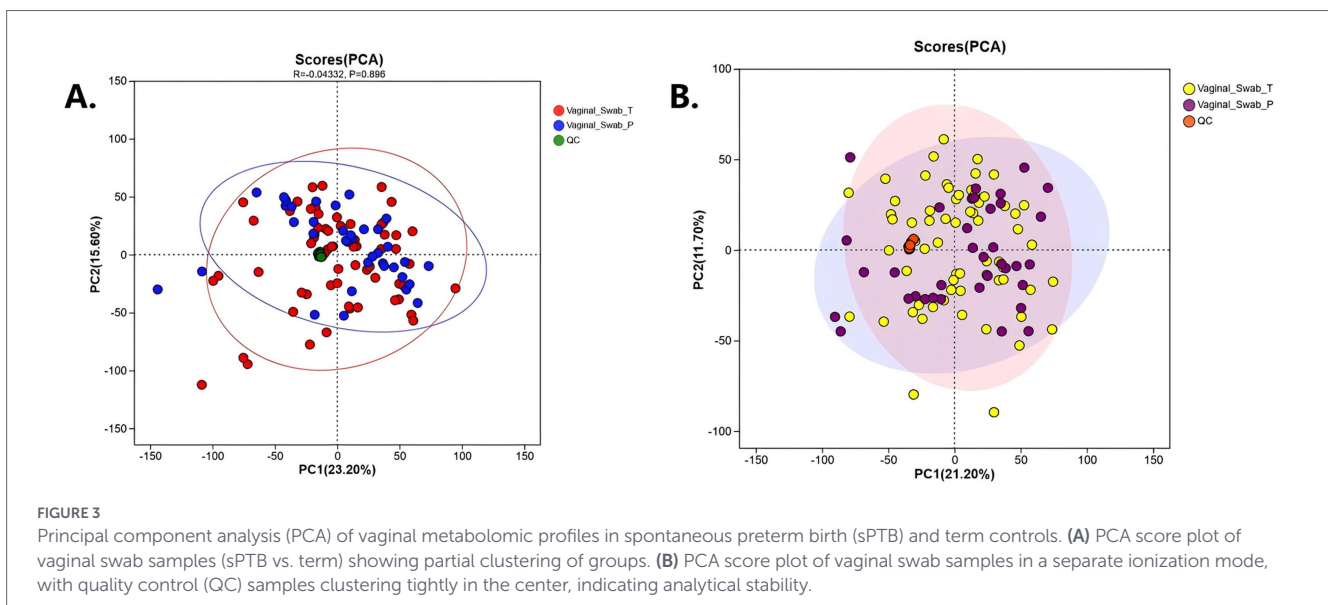 A.
Scores(PCA)
R=-0.04332, P=0.896
150
100
50
0
-50
-100
-150
PC2(15.60%)
-150
-100
-50
0
50
100
150
PC1(23.20%)
Vaginal_Swab_T
Vaginal_Swab_P
QC
B.
Scores(PCA)
100
50
0
-50
-100
PC2(11.70%)
-150
-100
-50
0
50
100
150
PC1(21.20%)
Vaginal_Swab_T
Vaginal_Swab_P
QC
FIGURE 3
Principal component analysis (PCA) of vaginal metabolomic profiles in spontaneous preterm birth (sPTB) and term controls. (A) PCA score plot of
vaginal swab samples (sPTB vs. term) showing partial clustering of groups. (B) PCA score plot of vaginal swab samples in a separate ionization mode,
with quality control (QC) samples clustering tightly in the center, indicating analytical stability.